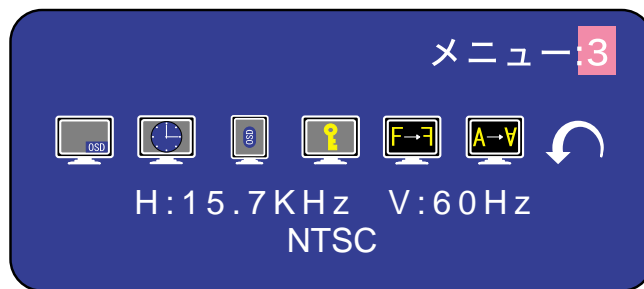 メニュー:3
OSD
OSD
F→ꟻ
A→∀
H:15.7KHz V:60Hz
NTSC